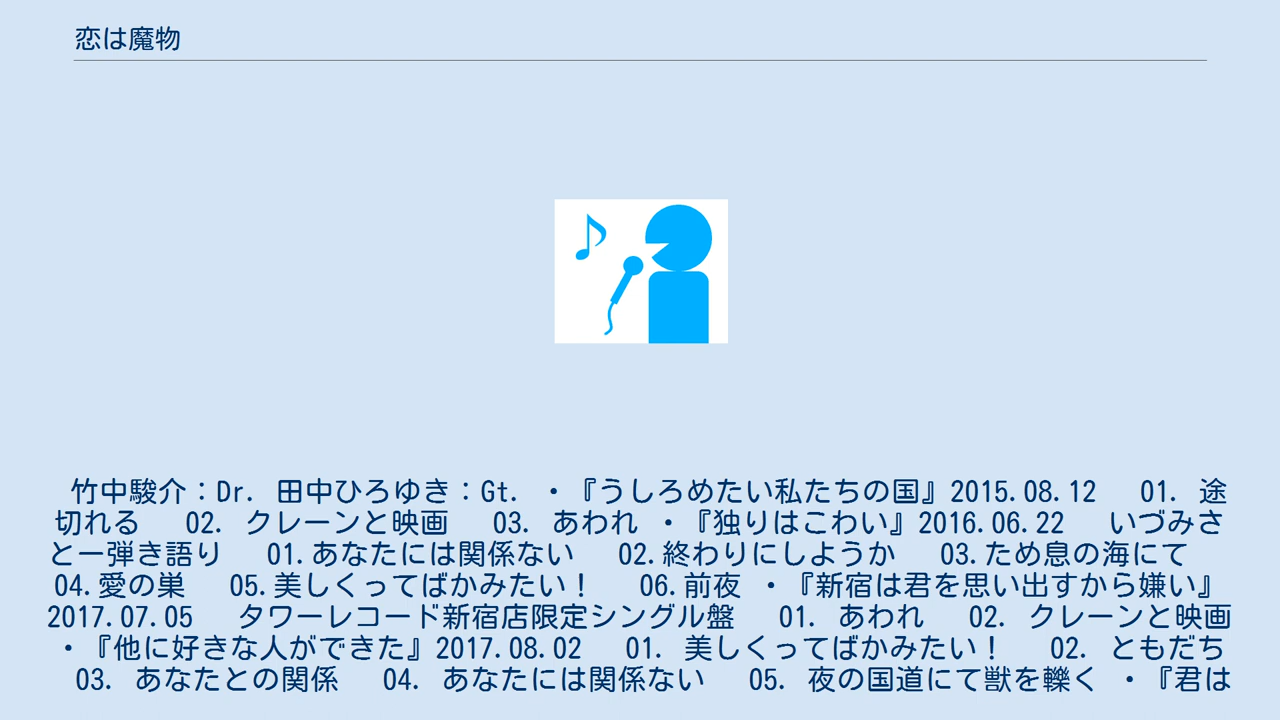 恋は魔物
竹中駿介：Dr. 田中ひろゆき：Gt. ・『うしろめたい私たちの国』2015.08.12 01. 途
切れる 02. クレーンと映画 03. あわれ ・『独りはこわい』2016.06.22 いづみさ
と一弾き語り 01.あなたには関係ない 02.終わりにしようか 03.ため息の海にて
04.愛の巣 05.美しくってばかみたい！ 06.前夜 ・『新宿は君を思い出すから嫌い』
2017.07.05 タワーレコード新宿店限定シングル盤 01. あわれ 02. クレーンと映画
・『他に好きな人ができた』2017.08.02 01. 美しくってばかみたい！ 02. ともだち
03. あなたとの関係 04. あなたには関係ない 05. 夜の国道にて獣を轢く ・『君は